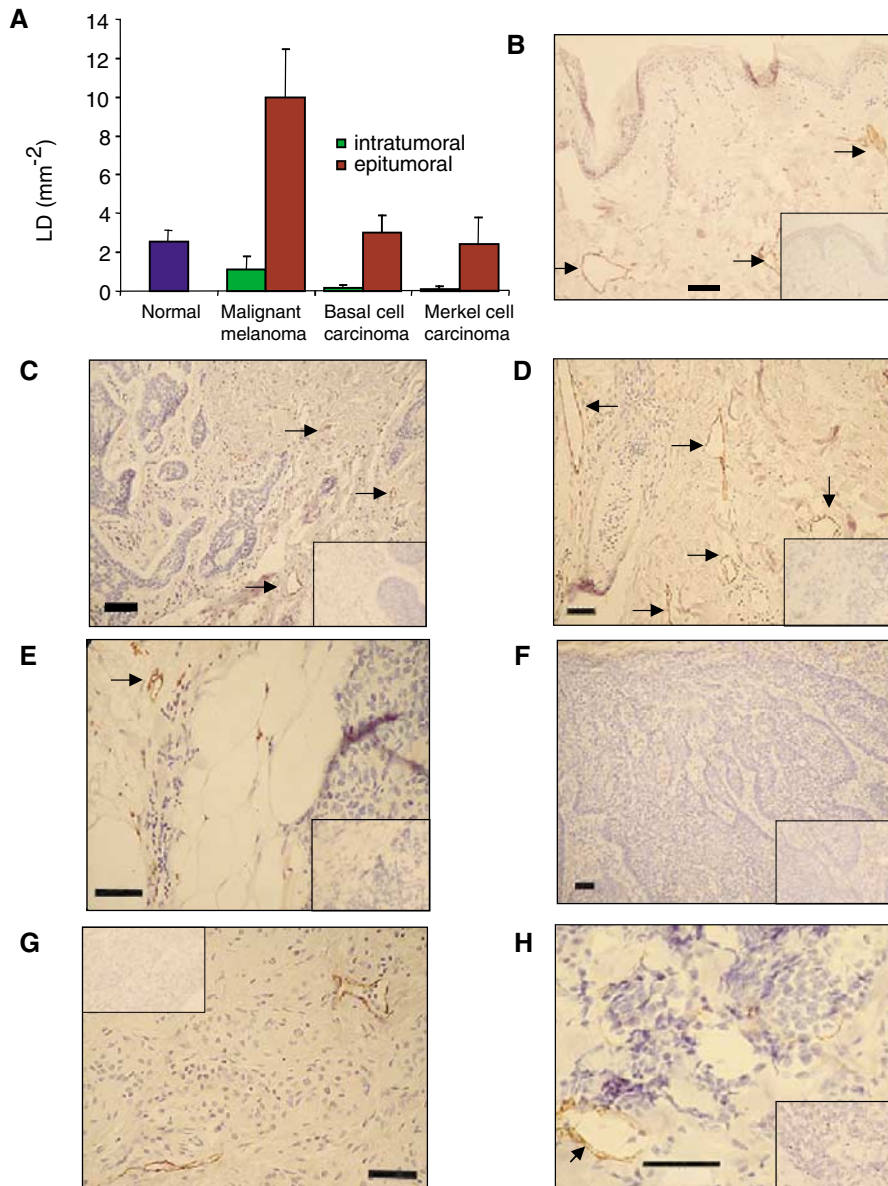 A
14
12
10
8
6
4
2
0
LD (mm⁻²)
intratumoral
epitumoral
Normal
Malignant
melanoma
Basal cell
carcinoma
Merkel cell
carcinoma
B
C
D
E
F
G
H